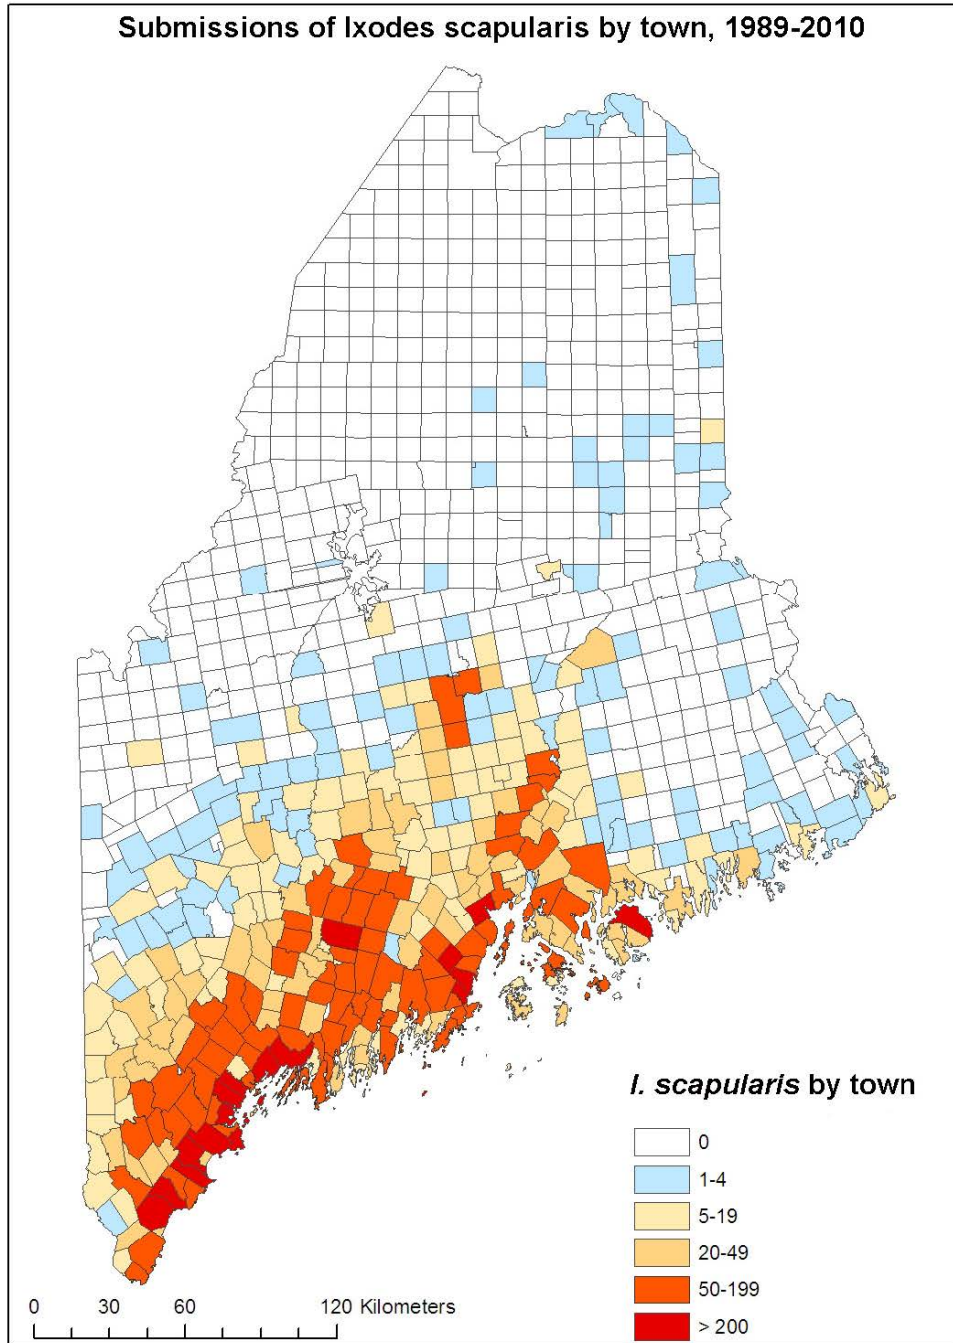 Submissions of Ixodes scapularis by town, 1989-2010
I. scapularis by town
0
1-4
5-19
20-49
50-199
> 200
0 30 60 120 Kilometers